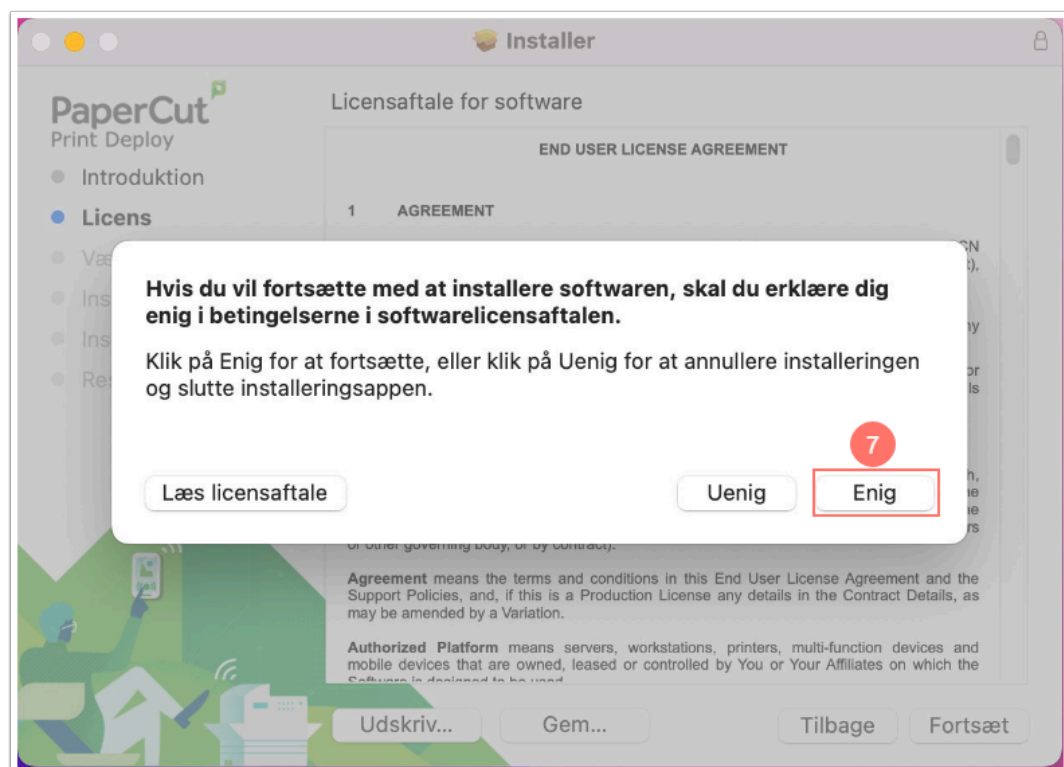 Installer
PaperCut
Print Deploy
Introduktion
Licens
Licensaftale for software
END USER LICENSE AGREEMENT
1 AGREEMENT
Hvis du vil fortsætte med at installere softwaren, skal du erklære dig
enig i betingelserne i softwarelicensaftalen.
Klik på Enig for at fortsætte, eller klik på Uenig for at annullere installeringen
og slutte installeringsappen.
7
Læs licensaftale
Uenig
Enig
or other governing body, or by contract).
Agreement means the terms and conditions in this End User License Agreement and the
Support Policies, and, if this is a Production License any details in the Contract Details, as
may be amended by a Variation.
Authorized Platform means servers, workstations, printers, multi-function devices and
mobile devices that are owned, leased or controlled by You or Your Affiliates on which the
Software is designed to be used
Udskriv...
Gem...
Tilbage
Fortsæt